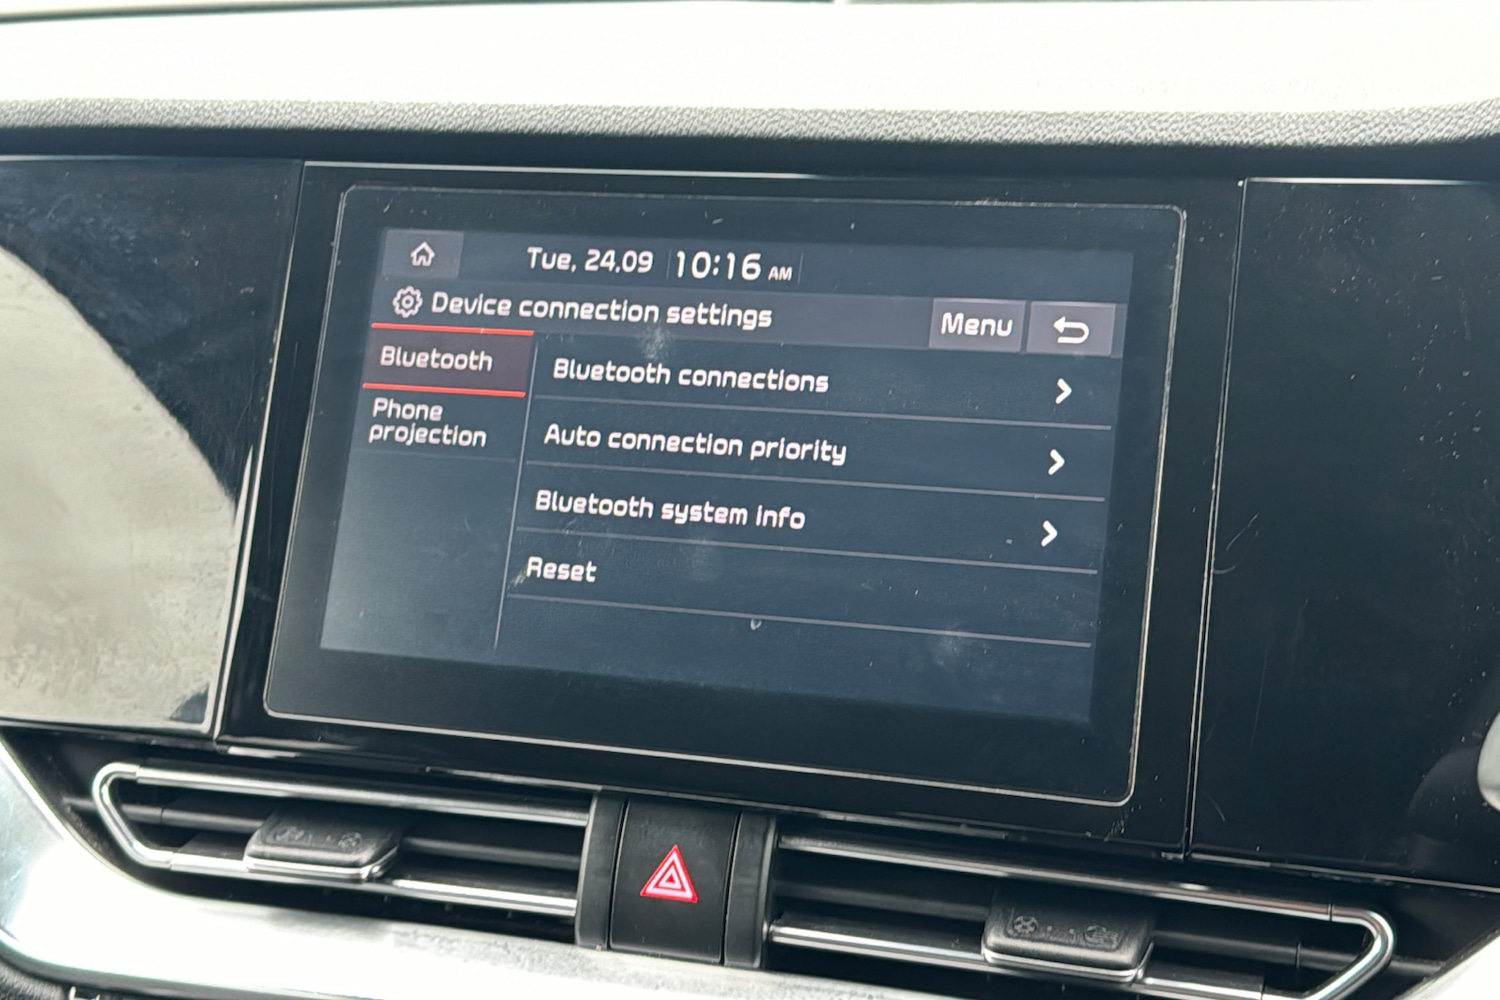 Tue, 24.09 10:16 AM
Device connection settings
Menu
Bluetooth
Phone
projection
Bluetooth connections
Auto connection priority
Bluetooth system info
Reset